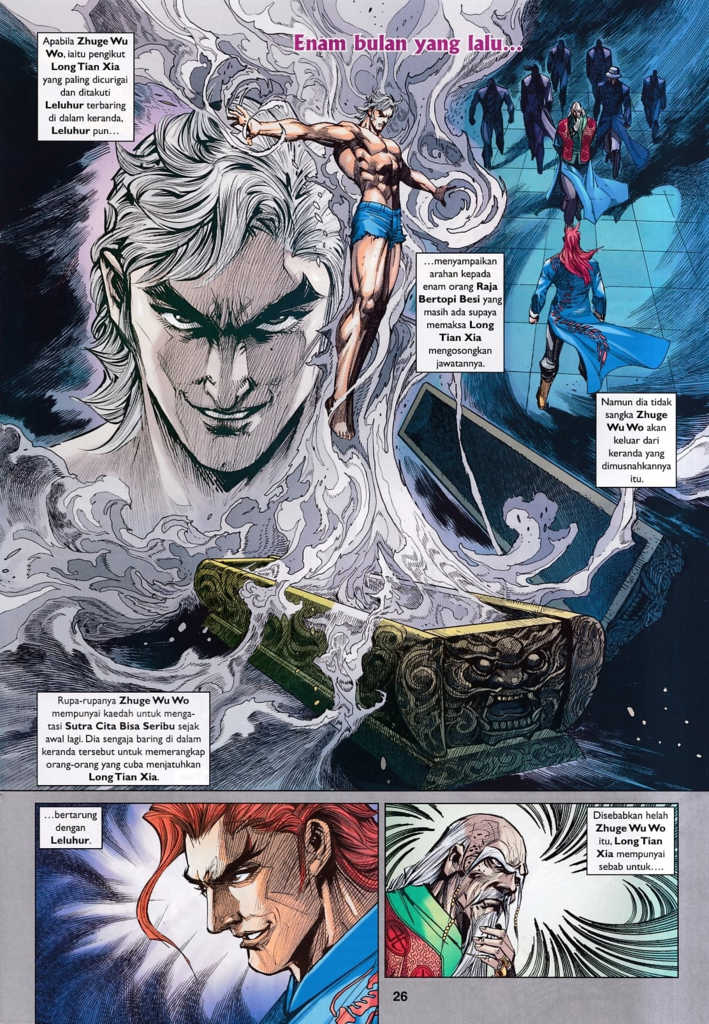 Enam bulan yang lalu...
Apabila Zhuge Wu
Wo, iaitu pengikut
Long Tian Xia
yang paling dicurigai
dan ditakuti
Leluhur terbaring
di dalam keranda,
Leluhur pun…
…menyampaikan
arahan kepada
enam orang Raja
Bertopi Besi yang
masih ada supaya
memaksa Long
Tian Xia
mengosongkan
jawatannya.
Namun dia tidak
sangka Zhuge
Wu Wo akan
keluar dari
keranda yang
dimusnahkannya
itu.
Rupa-rupanya Zhuge Wu Wo
mempunyai kaedah untuk menga-
tasi Sutra Cita Bisa Seribu sejak
awal lagi. Dia sengaja baring di dalam
keranda tersebut untuk memerangkap
orang-orang yang cuba menjatuhkan
Long Tian Xia.
Disebabkan helah
Zhuge Wu Wo
itu, Long Tian
Xia mempunyai
sebab untuk….
…bertarung
dengan
Leluhur.
26